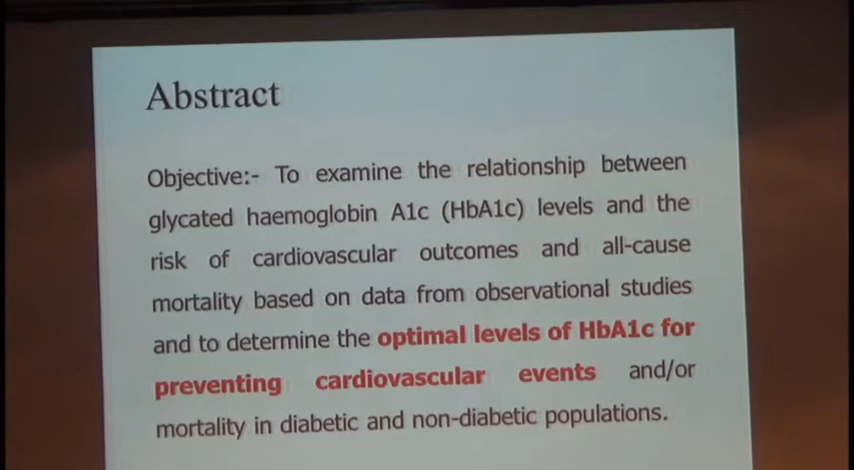 Abstract
Objective:- To examine the relationship between
glycated haemoglobin A1c (HbA1c) levels and the
risk of cardiovascular outcomes and all-cause
mortality based on data from observational studies
and to determine the optimal levels of HbA1c for
preventing cardiovascular events and/or
mortality in diabetic and non-diabetic populations.